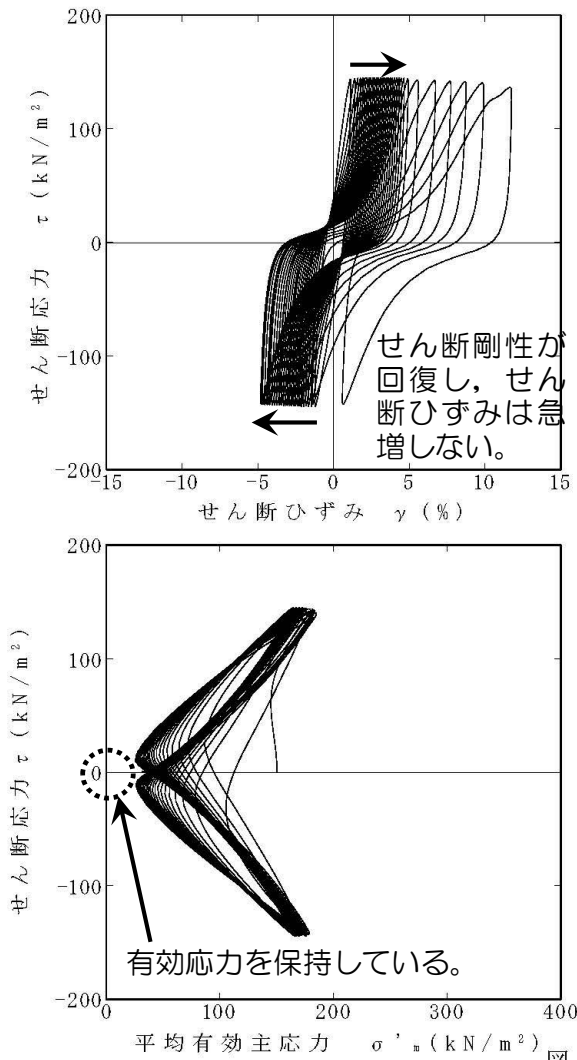 200
100
0
-100
-200
せん断応力 τ (kN/m²)
せん断剛性が
回復し，せん
断ひずみは急
増しない。
-15 -10 -5 0 5 10 15
せん断ひずみ γ (%)
200
100
0
-100
-200
せん断応力 τ (kN/m²)
有効応力を保持している。
0 100 200 300 400
平均有効主応力 σ'm (kN/m²)
図